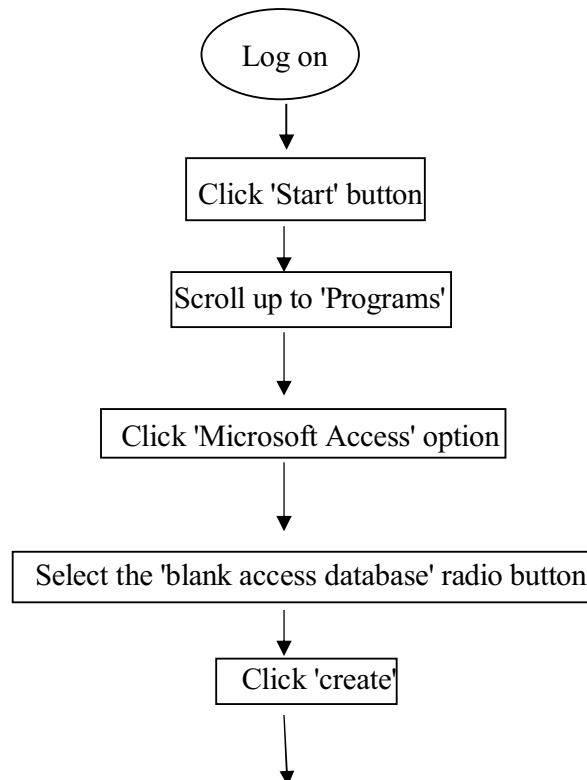 Log on
Click 'Start' button
Scroll up to 'Programs'
Click 'Microsoft Access' option
Select the 'blank access database' radio button
Click 'create'